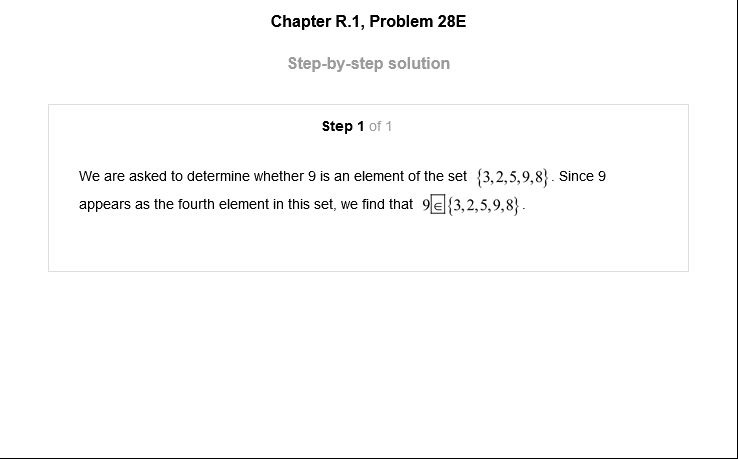 Chapter R.1, Problem 28E
Step-by-step solution
Step 1 of 1
We are asked to determine whether 9 is an element of the set {3,2,5,9,8}. Since 9
appears as the fourth element in this set, we find that 9∈{3,2,5,9,8}.